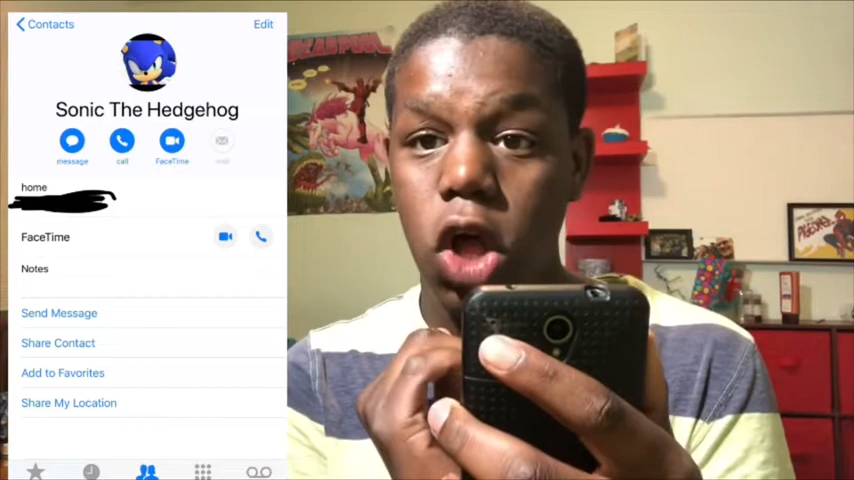 Contacts
Edit
Sonic The Hedgehog
message
call
FaceTime
mail
home
FaceTime
Notes
Send Message
Share Contact
Add to Favorites
Share My Location
DEADPOOL